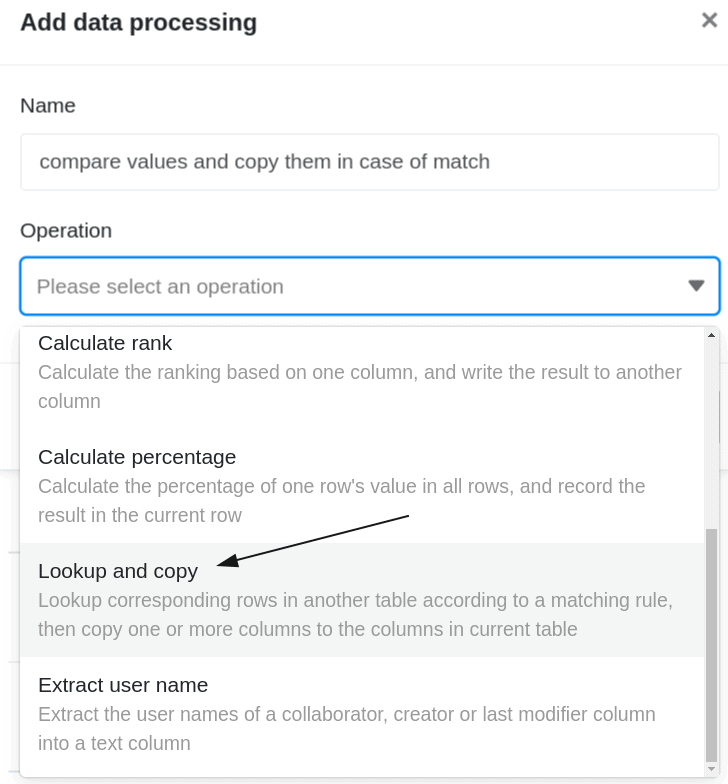 Add data processing
Name
compare values and copy them in case of match
Operation
Please select an operation
Calculate rank
Calculate the ranking based on one column, and write the result to another
column
Calculate percentage
Calculate the percentage of one row's value in all rows, and record the
result in the current row
Lookup and copy
Lookup corresponding rows in another table according to a matching rule,
then copy one or more columns to the columns in current table
Extract user name
Extract the user names of a collaborator, creator or last modifier column
into a text column